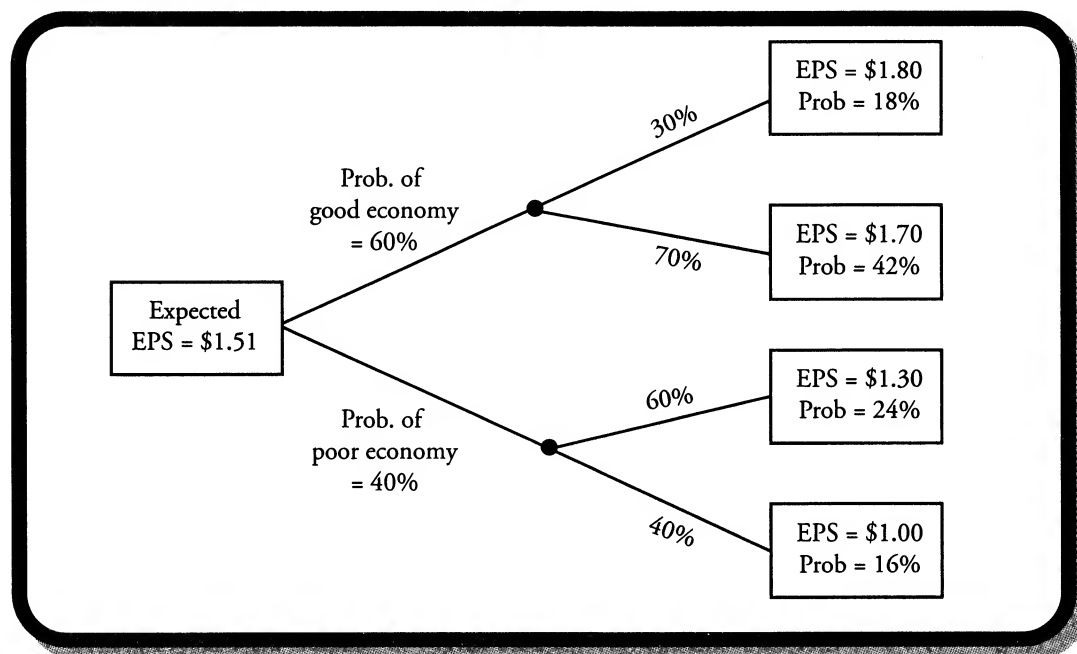 EPS = $1.80
Prob = 18%
30%
Prob. of
good economy
= 60%
EPS = $1.70
Prob = 42%
70%
Expected
EPS = $1.51
EPS = $1.30
Prob = 24%
60%
Prob. of
poor economy
= 40%
EPS = $1.00
Prob = 16%
40%